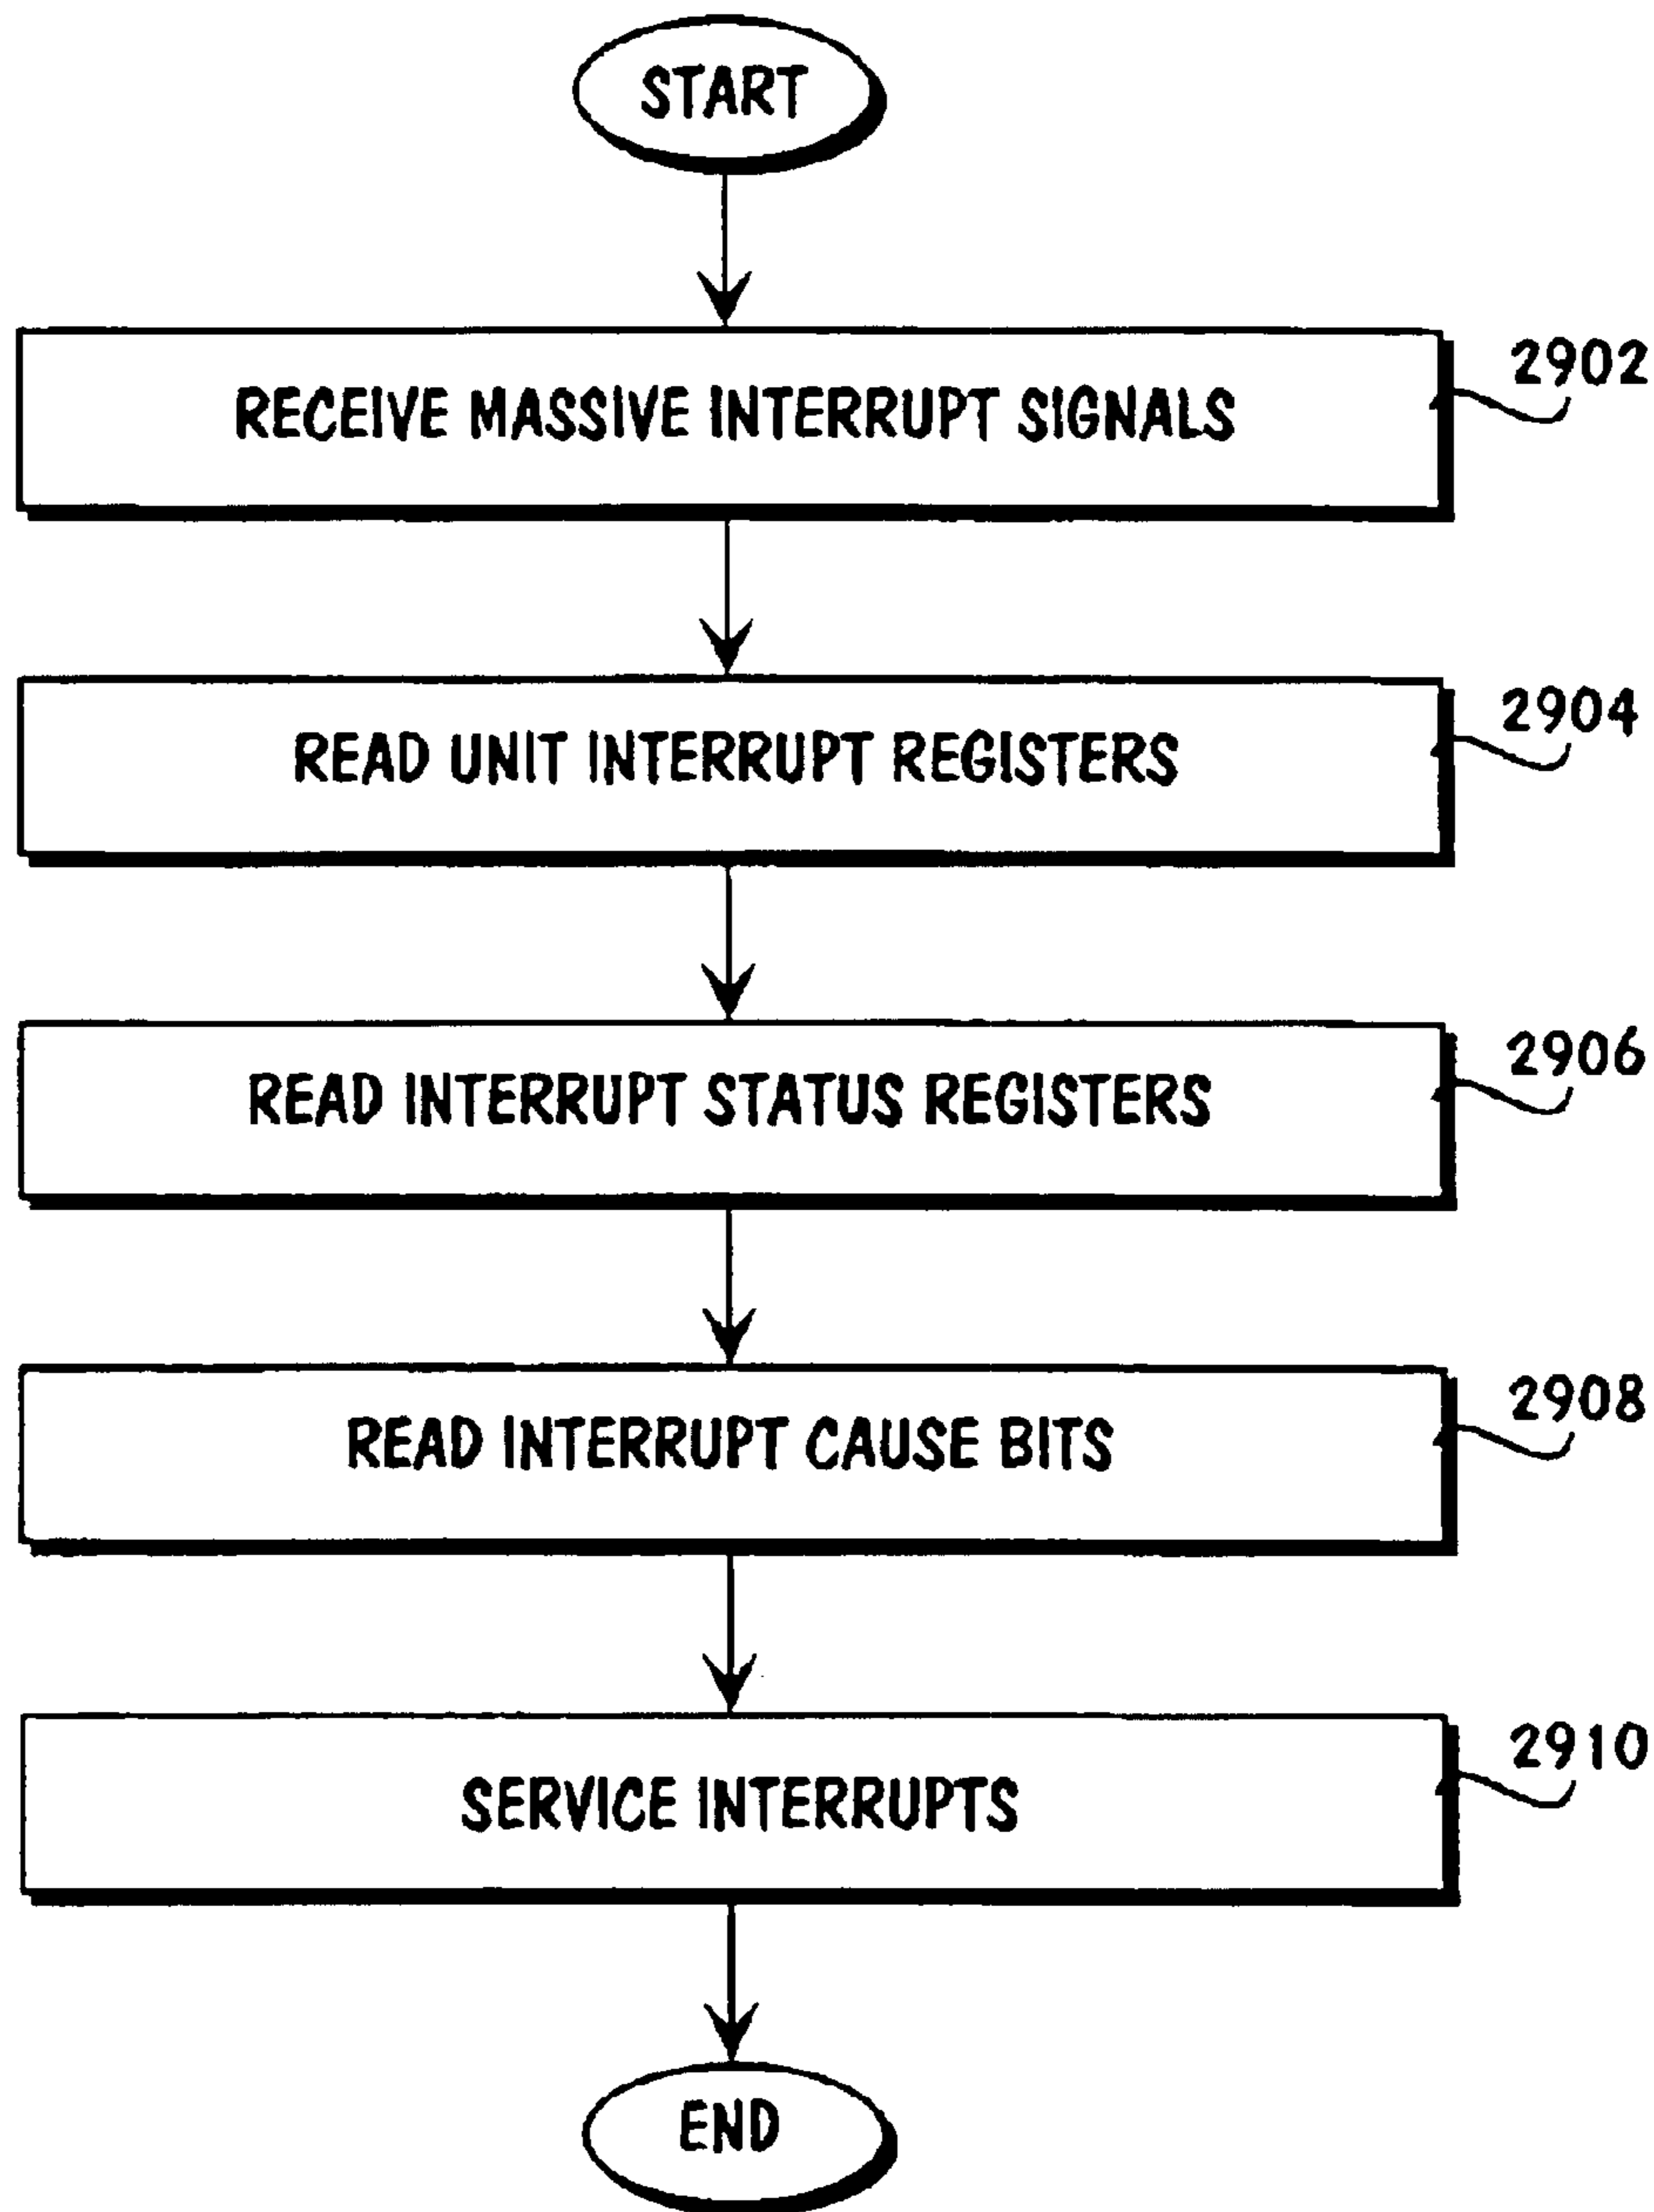 START
RECEIVE MASSIVE INTERRUPT SIGNALS
2902
READ UNIT INTERRUPT REGISTERS
2904
READ INTERRUPT STATUS REGISTERS
2906
READ INTERRUPT CAUSE BITS
2908
SERVICE INTERRUPTS
2910
END